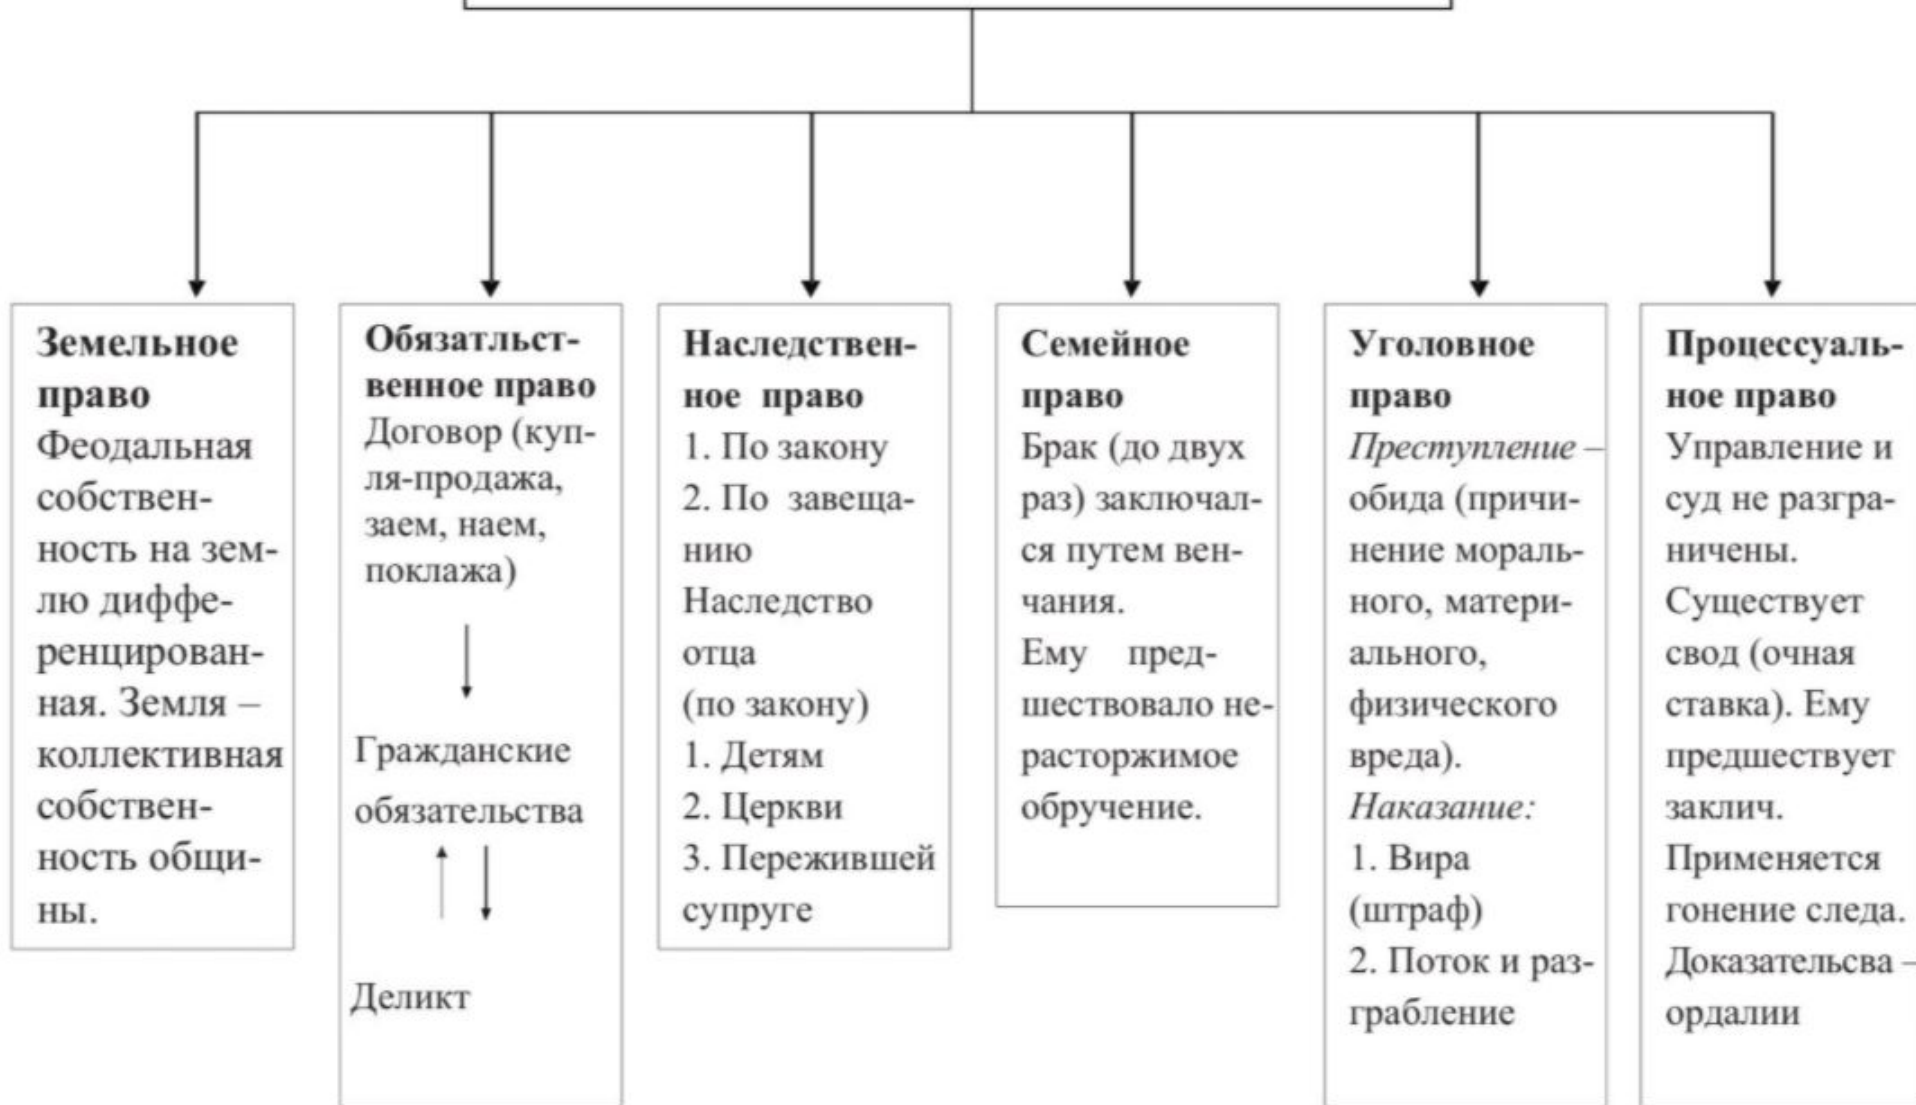 Земельное
право
Феодальная
собствен-
ность на зем-
лю диффе-
ренцирован-
ная. Земля –
коллективная
собствен-
ность общи-
ны.
Обязатльст-
венное право
Договор (куп-
ля-продажа,
заем, наем,
поклажа)
Гражданские
обязательства
Деликт
Наследствен-
ное право
1. По закону
2. По завеща-
нию
Наследство
отца
(по закону)
1. Детям
2. Церкви
3. Пережившей
супруге
Семейное
право
Брак (до двух
раз) заключал-
ся путем вен-
чания.
Ему пред-
шествовало не-
расторжимое
обручение.
Уголовное
право
Преступление –
обида (причи-
нение мораль-
ного, матери-
ального,
физического
вреда).
Наказание:
1. Вира
(штраф)
2. Поток и раз-
грабление
Процессуаль-
ное право
Управление и
суд не разгра-
ничены.
Существует
свод (очная
ставка). Ему
предшествует
заклич.
Применяется
гонение следа.
Доказательсва –
ордалии